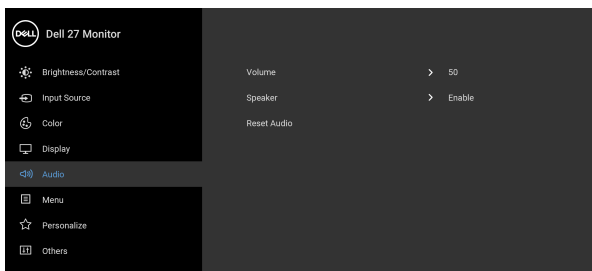 DELL Dell 27 Monitor
Brightness/Contrast
Input Source
Color
Display
Audio
Menu
Personalize
Others
Volume 50
Speaker Enable
Reset Audio